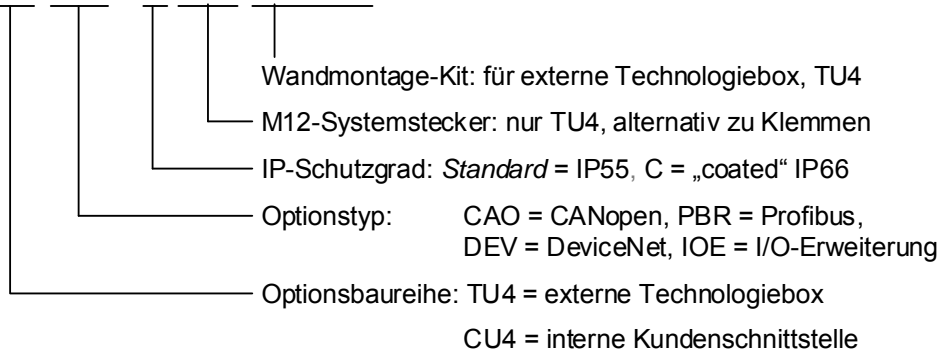 Wandmontage-Kit: für externe Technologiebox, TU4
M12-Systemstecker: nur TU4, alternativ zu Klemmen
IP-Schutzgrad: Standard = IP55, C = „coated“ IP66
Optionstyp: CAO = CANopen, PBR = Profibus,
DEV = DeviceNet, IOE = I/O-Erweiterung
Optionsbaureihe: TU4 = externe Technologiebox
CU4 = interne Kundenschnittstelle